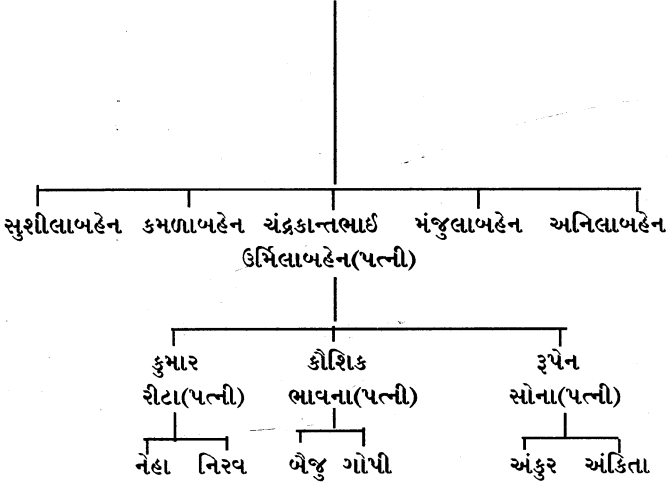 સુશીલાબહેન કમળાબહેન ચંદ્રકાન્તભાઈ મંજુલાબહેન અનિલાબહેન
ઉર્મિલાબહેન(પત્ની)
કુમાર કૌશિક રૂપેન
રીટા(પત્ની) ભાવના(પત્ની) સોના(પત્ની)
નેહા નિરવ બૈજુ ગોપી અંકુર અંકિતા